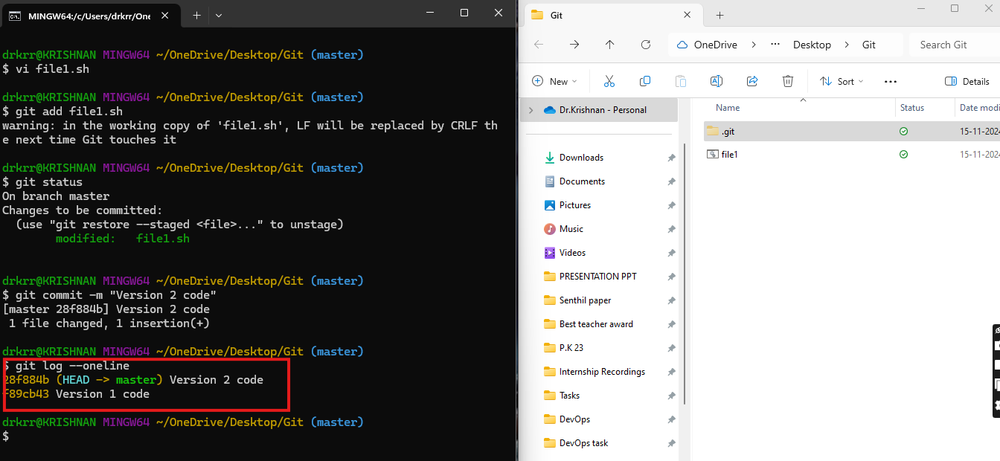 MINGW64:/c/Users/drkrr/One
drkrr@KRISHNAN MINGW64 ~/OneDrive/Desktop/Git (master)
$ vi file1.sh
drkrr@KRISHNAN MINGW64 ~/OneDrive/Desktop/Git (master)
$ git add file1.sh
warning: in the working copy of 'file1.sh', LF will be replaced by CRLF th
e next time Git touches it
drkrr@KRISHNAN MINGW64 ~/OneDrive/Desktop/Git (master)
$ git status
On branch master
Changes to be committed:
(use "git restore --staged <file>..." to unstage)
modified: file1.sh
drkrr@KRISHNAN MINGW64 ~/OneDrive/Desktop/Git (master)
$ git commit -m "Version 2 code"
[master 28f884b] Version 2 code
1 file changed, 1 insertion(+)
drkrr@KRISHNAN MINGW64 ~/OneDrive/Desktop/Git (master)
$ git log --oneline
28f884b (HEAD -> master) Version 2 code
f89cb43 Version 1 code
drkrr@KRISHNAN MINGW64 ~/OneDrive/Desktop/Git (master)
$
Git
OneDrive > ... Desktop > Git
Search Git
New
Sort
...
Details
Dr.Krishnan - Personal
Downloads
Documents
Pictures
Music
Videos
PRESENTATION PPT
Senthil paper
Best teacher award
P.K 23
Internship Recordings
Tasks
DevOps
DevOps task
Name Status Date modi
.git 15-11-2024
file1 15-11-2024